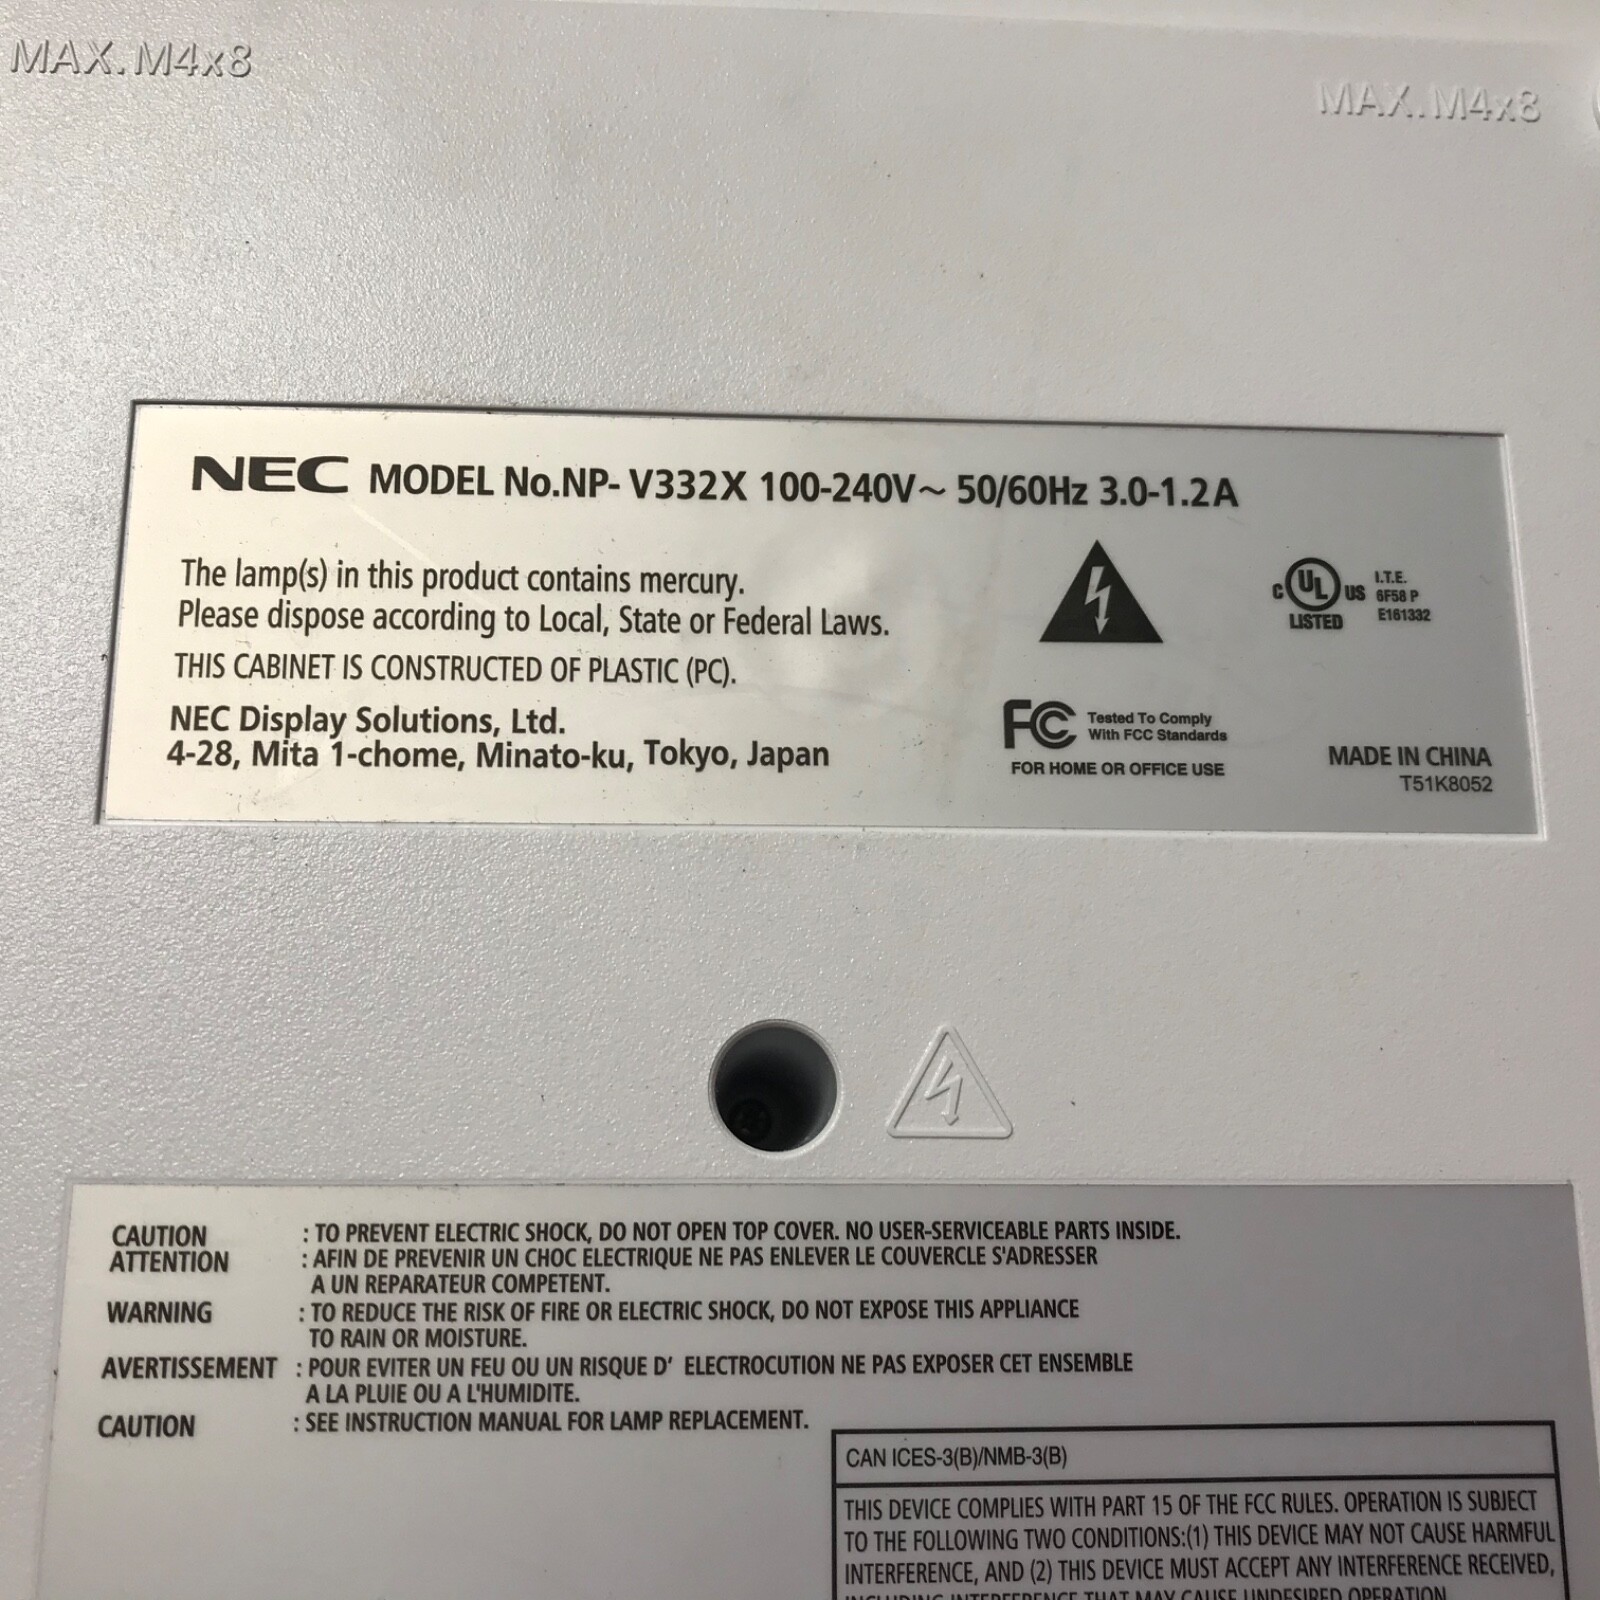 MAX.M4x8
MAX.M4x8
NEC MODEL No.NP- V332X 100-240V~ 50/60Hz 3.0-1.2A
The lamp(s) in this product contains mercury.
Please dispose according to Local, State or Federal Laws.
THIS CABINET IS CONSTRUCTED OF PLASTIC (PC).
NEC Display Solutions, Ltd.
4-28, Mita 1-chome, Minato-ku, Tokyo, Japan
C UL US
LISTED
I.T.E.
6F58 P
E161332
FC Tested To Comply
With FCC Standards
FOR HOME OR OFFICE USE
MADE IN CHINA
T51K8052
CAUTION : TO PREVENT ELECTRIC SHOCK, DO NOT OPEN TOP COVER. NO USER-SERVICEABLE PARTS INSIDE.
ATTENTION : AFIN DE PREVENIR UN CHOC ELECTRIQUE NE PAS ENLEVER LE COUVERCLE S'ADRESSER
A UN REPARATEUR COMPETENT.
WARNING : TO REDUCE THE RISK OF FIRE OR ELECTRIC SHOCK, DO NOT EXPOSE THIS APPLIANCE
TO RAIN OR MOISTURE.
AVERTISSEMENT : POUR EVITER UN FEU OU UN RISQUE D' ELECTROCUTION NE PAS EXPOSER CET ENSEMBLE
A LA PLUIE OU A L'HUMIDITE.
CAUTION : SEE INSTRUCTION MANUAL FOR LAMP REPLACEMENT.
CAN ICES-3(B)/NMB-3(B)
THIS DEVICE COMPLIES WITH PART 15 OF THE FCC RULES. OPERATION IS SUBJECT
TO THE FOLLOWING TWO CONDITIONS:(1) THIS DEVICE MAY NOT CAUSE HARMFUL
INTERFERENCE, AND (2) THIS DEVICE MUST ACCEPT ANY INTERFERENCE RECEIVED,
INCLUDING INTERFERENCE THAT MAY CAUSE UNDESIRED OPERATION.